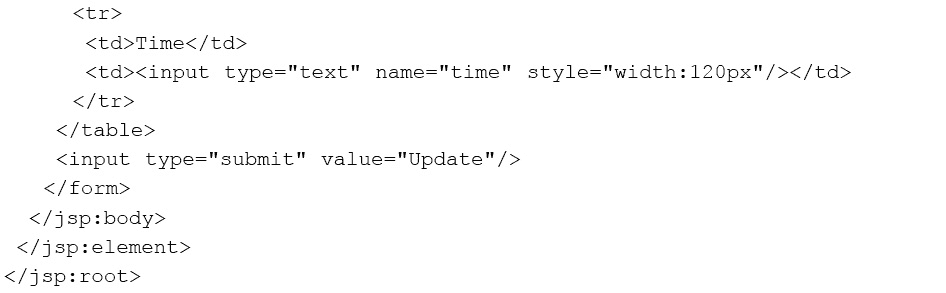 <tr>
<td>Time</td>
<td><input type="text" name="time" style="width:120px"/></td>
</tr>
</table>
<input type="submit" value="Update"/>
</form>
</jsp:body>
</jsp:element>
</jsp:root>